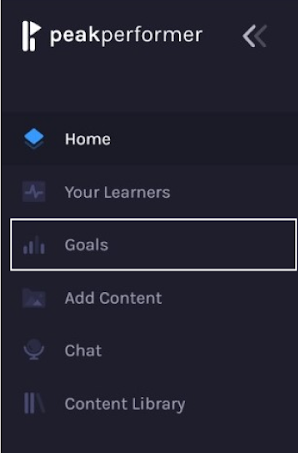 peakperformer
Home
Your Learners
Goals
Add Content
Chat
Content Library